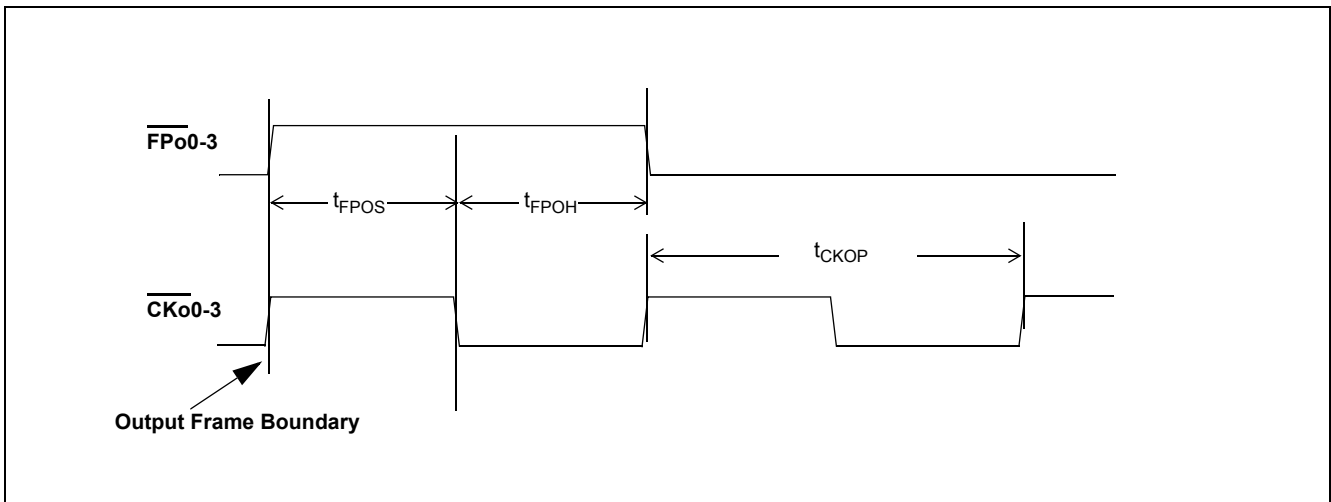 FPo0-3
tFPOS
tFPOH
tCKOP
CKo0-3
Output Frame Boundary